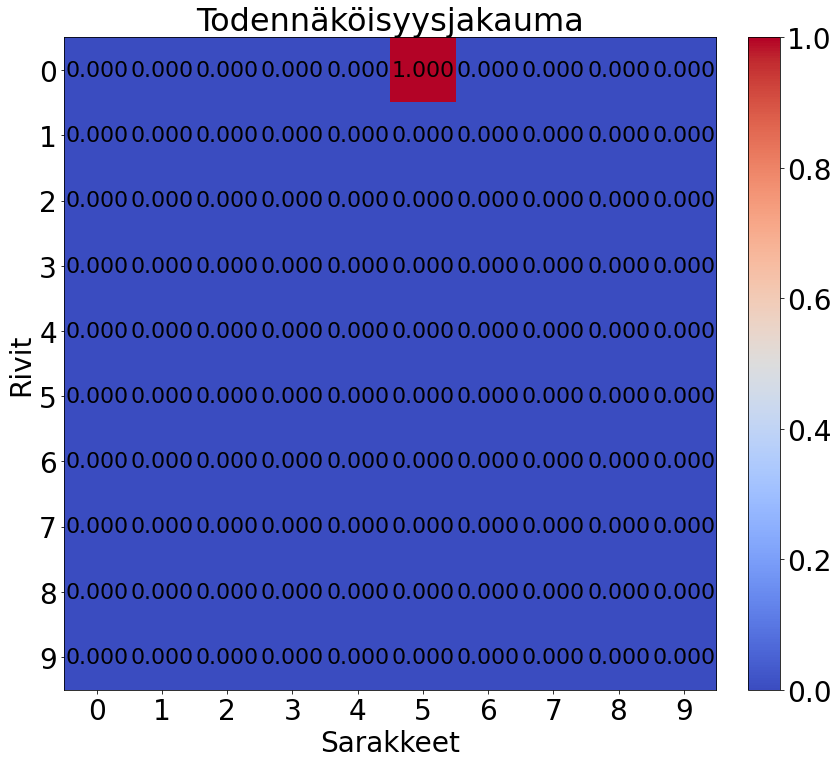 Todennäköisyysjakauma
1.0
0 0.000 0.000 0.000 0.000 0.000 1.000 0.000 0.000 0.000 0.000
1 0.000 0.000 0.000 0.000 0.000 0.000 0.000 0.000 0.000 0.000
0.8
2 0.000 0.000 0.000 0.000 0.000 0.000 0.000 0.000 0.000 0.000
3 0.000 0.000 0.000 0.000 0.000 0.000 0.000 0.000 0.000 0.000
0.6
4 0.000 0.000 0.000 0.000 0.000 0.000 0.000 0.000 0.000 0.000
Rivit
5 0.000 0.000 0.000 0.000 0.000 0.000 0.000 0.000 0.000 0.000
0.4
6 0.000 0.000 0.000 0.000 0.000 0.000 0.000 0.000 0.000 0.000
7 0.000 0.000 0.000 0.000 0.000 0.000 0.000 0.000 0.000 0.000
0.2
8 0.000 0.000 0.000 0.000 0.000 0.000 0.000 0.000 0.000 0.000
9 0.000 0.000 0.000 0.000 0.000 0.000 0.000 0.000 0.000 0.000
0.0
0 1 2 3 4 5 6 7 8 9
Sarakkeet